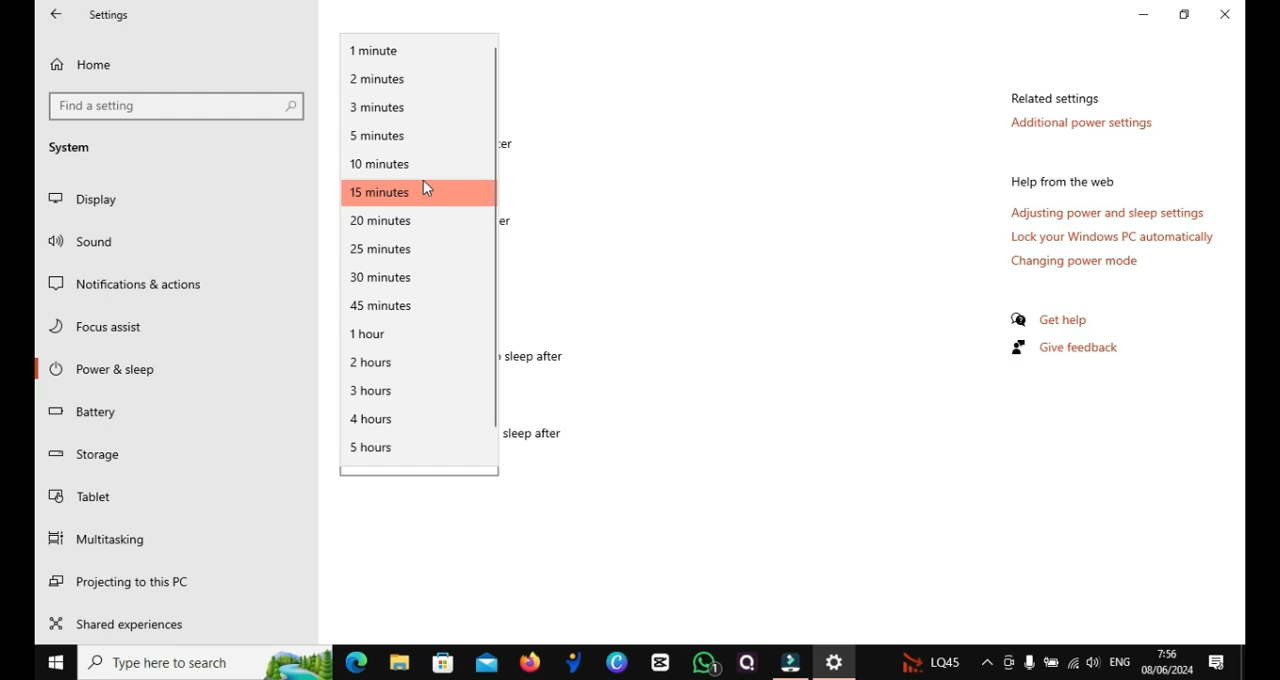 Settings
Home
Find a setting
System
Display
Sound
Notifications & actions
Focus assist
Power & sleep
Battery
Storage
Tablet
Multitasking
Projecting to this PC
Shared experiences
1 minute
2 minutes
3 minutes
5 minutes
10 minutes
15 minutes
20 minutes
25 minutes
30 minutes
45 minutes
1 hour
2 hours
3 hours
4 hours
5 hours
ter
er
sleep after
sleep after
Related settings
Additional power settings
Help from the web
Adjusting power and sleep settings
Lock your Windows PC automatically
Changing power mode
Get help
Give feedback
Type here to search
1
LQ45
ENG
7:56
08/06/2024